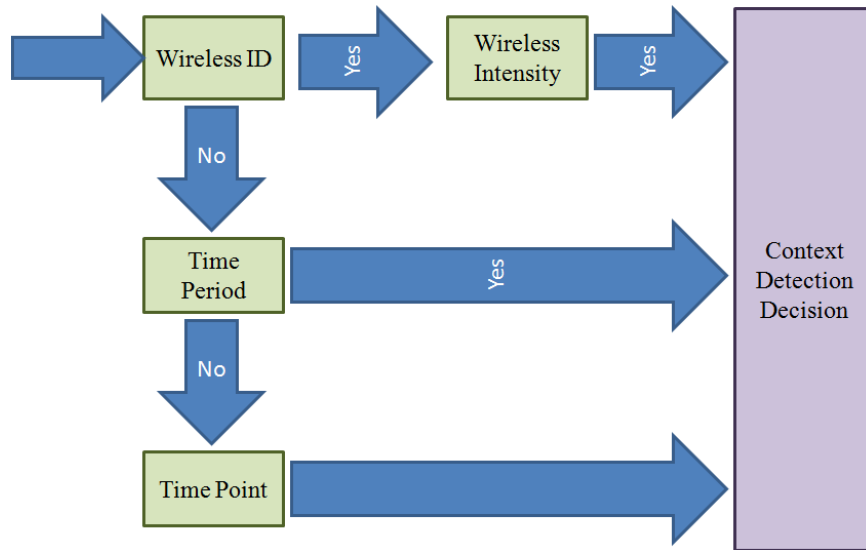 Wireless ID
Yes
Wireless
Intensity
Yes
No
Time
Period
Yes
Context
Detection
Decision
No
Time Point